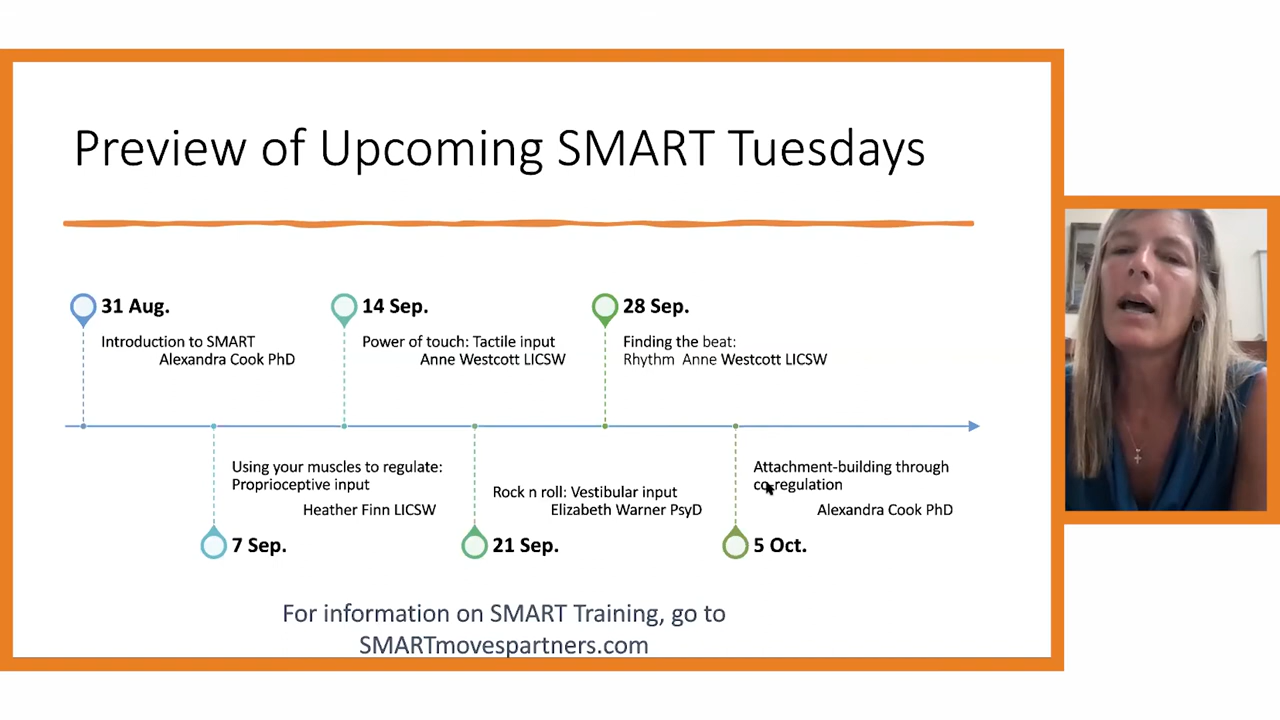 Preview of Upcoming SMART Tuesdays
31 Aug.
Introduction to SMART
Alexandra Cook PhD
14 Sep.
Power of touch: Tactile input
Anne Westcott LICSW
28 Sep.
Finding the beat:
Rhythm Anne Westcott LICSW
Using your muscles to regulate:
Proprioceptive input
Heather Finn LICSW
7 Sep.
Rock n roll: Vestibular input
Elizabeth Warner PsyD
21 Sep.
Attachment-building through
co-regulation
Alexandra Cook PhD
5 Oct.
For information on SMART Training, go to
SMARTmovespartners.com